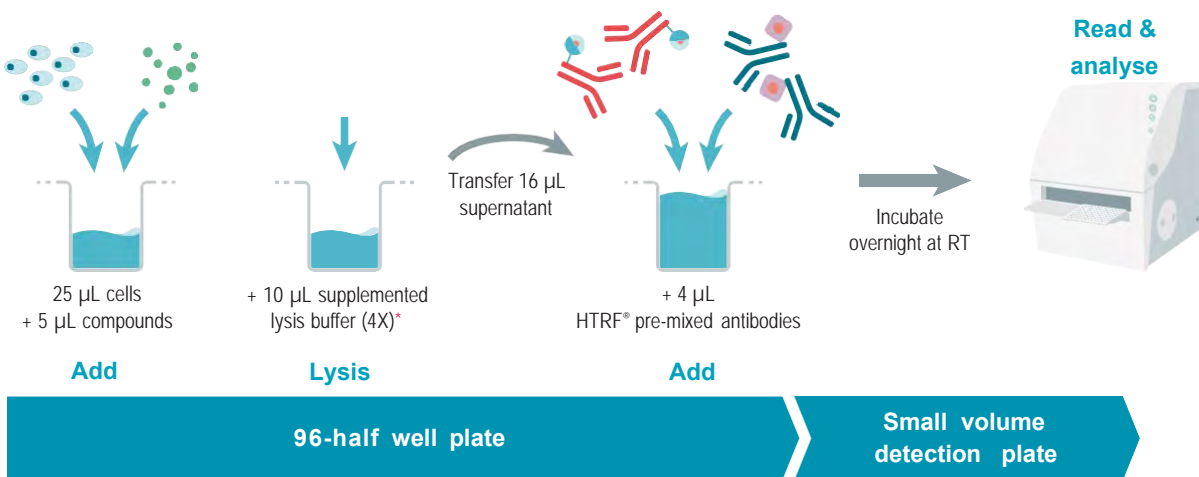 Read &
analyse
Transfer 16 µL
supernatant
Incubate
overnight at RT
25 µL cells
+ 5 µL compounds
+ 10 µL supplemented
lysis buffer (4X)*
+ 4 µL
HTRF® pre-mixed antibodies
Add
Lysis
Add
96-half well plate
Small volume
detection plate